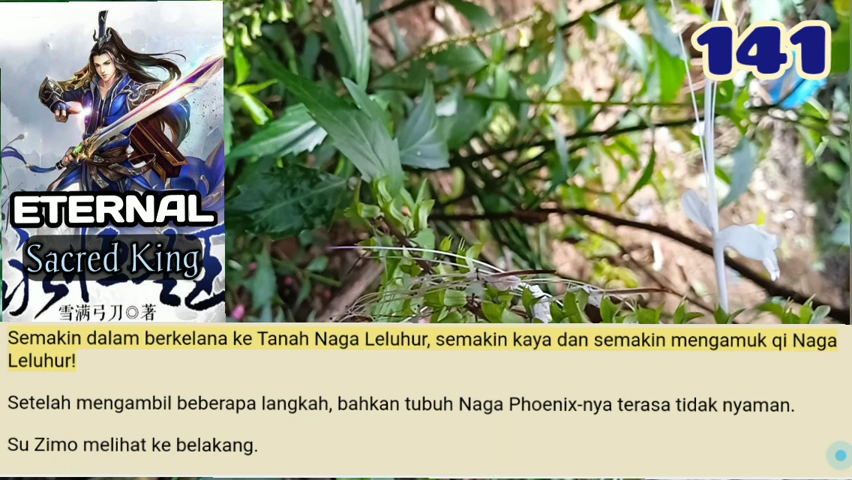 141
ETERNAL
Sacred King
雪满弓刀◎著
Semakin dalam berkelana ke Tanah Naga Leluhur, semakin kaya dan semakin mengamuk qi Naga
Leluhur!
Setelah mengambil beberapa langkah, bahkan tubuh Naga Phoenix-nya terasa tidak nyaman.
Su Zimo melihat ke belakang.